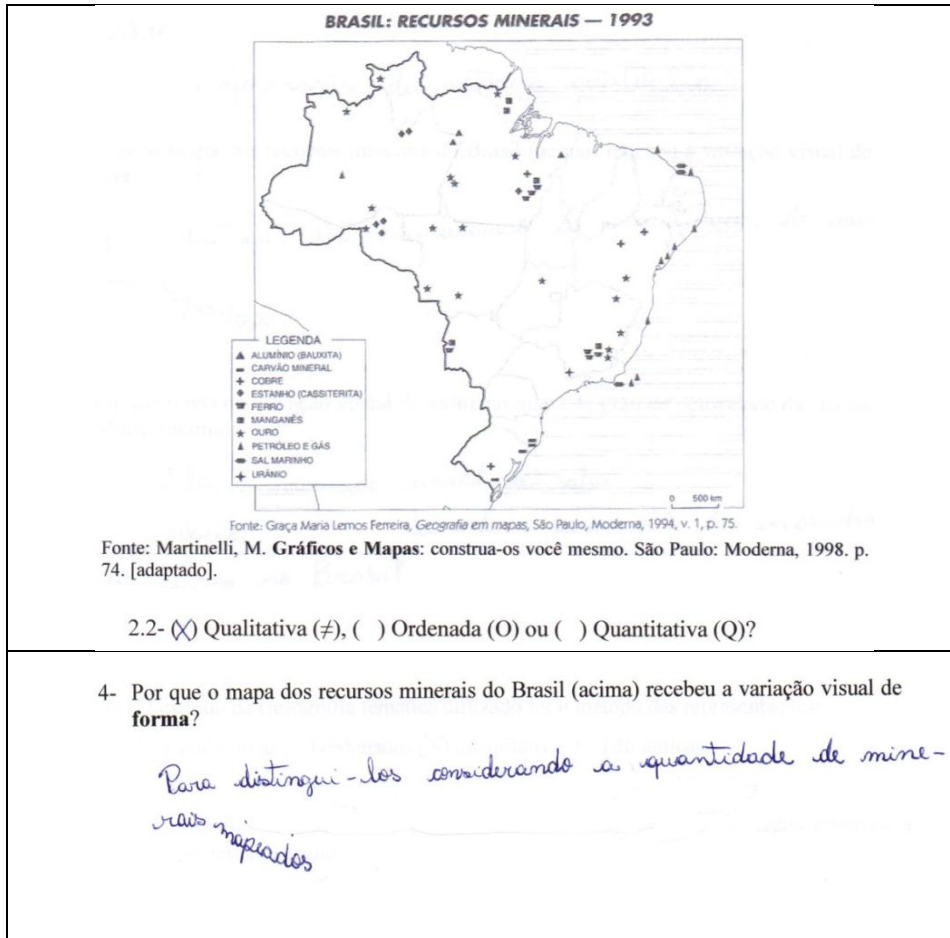 BRASIL: RECURSOS MINERAIS — 1993
LEGENDA
ALUMÍNIO (BAUXITA)
CARVÃO MINERAL
COBRE
ESTANHO (CASSITERITA)
FERRO
MANGANÊS
OURO
PETRÓLEO E GÁS
SAL MARINHO
URÂNIO
0 500 km
Fonte: Graça Maria Lemos Ferreira, Geografia em mapas, São Paulo, Moderna, 1994, v. 1, p. 75.
Fonte: Martinelli, M. Gráficos e Mapas: construa-os você mesmo. São Paulo: Moderna, 1998. p.
74. [adaptado].
2.2- (X) Qualitativa (≠), ( ) Ordenada (O) ou ( ) Quantitativa (Q)?
4- Por que o mapa dos recursos minerais do Brasil (acima) recebeu a variação visual de
forma?
Para distingui-los considerando a quantidade de mine-
rais mapeados